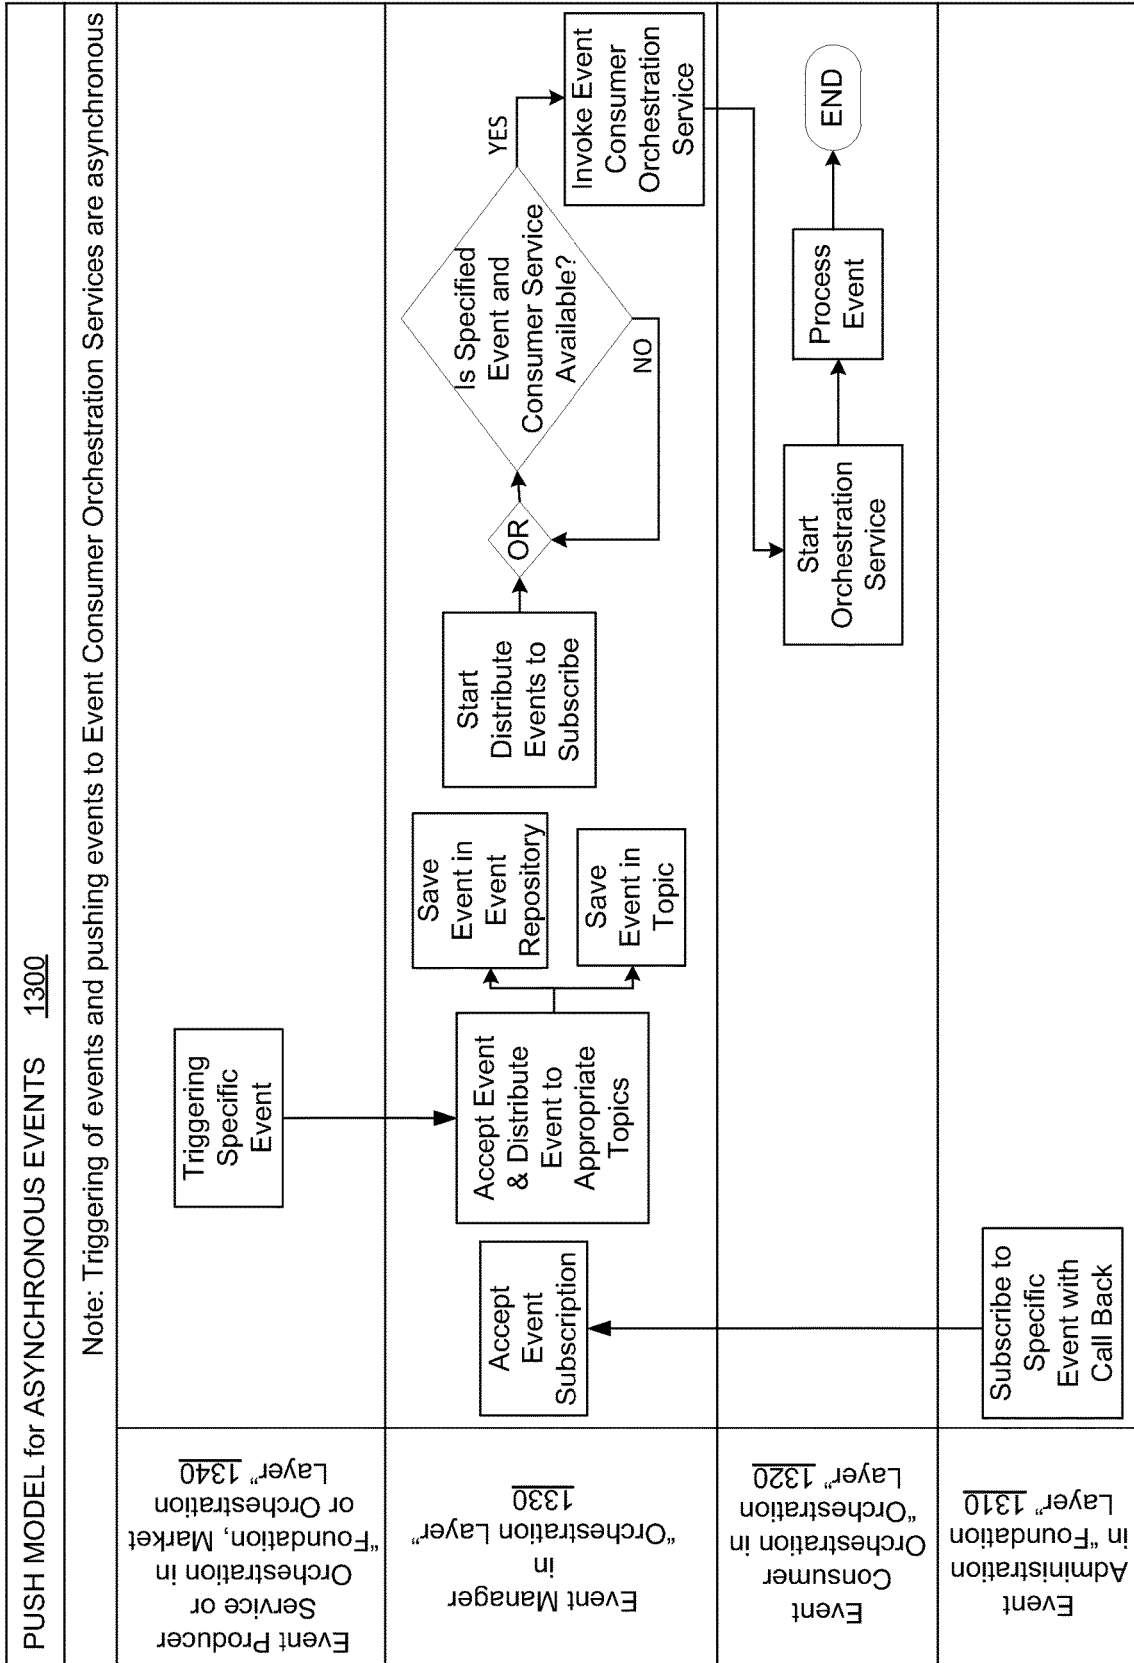 PUSH MODEL for ASYNCHRONOUS EVENTS 1300
Note: Triggering of events and pushing events to Event Consumer Orchestration Services are asynchronous
Event Producer
Service or
Orchestration in
“Foundation, Market
or Orchestration
Layer” 1340
Triggering
Specific
Event
Event Manager
in
“Orchestration Layer”
1330
Accept
Event
Subscription
Accept Event
& Distribute
Event to
Appropriate
Topics
Save
Event in
Event
Repository
Save
Event in
Topic
Start
Distribute
Events to
Subscribe
OR
Is Specified
Event and
Consumer Service
Available?
YES
NO
Invoke Event
Consumer
Orchestration
Service
Event
Consumer
Orchestration in
“Orchestration
Layer” 1320
Start
Orchestration
Service
Process
Event
END
Event
Administration
in “Foundation
Layer” 1310
Subscribe to
Specific
Event with
Call Back